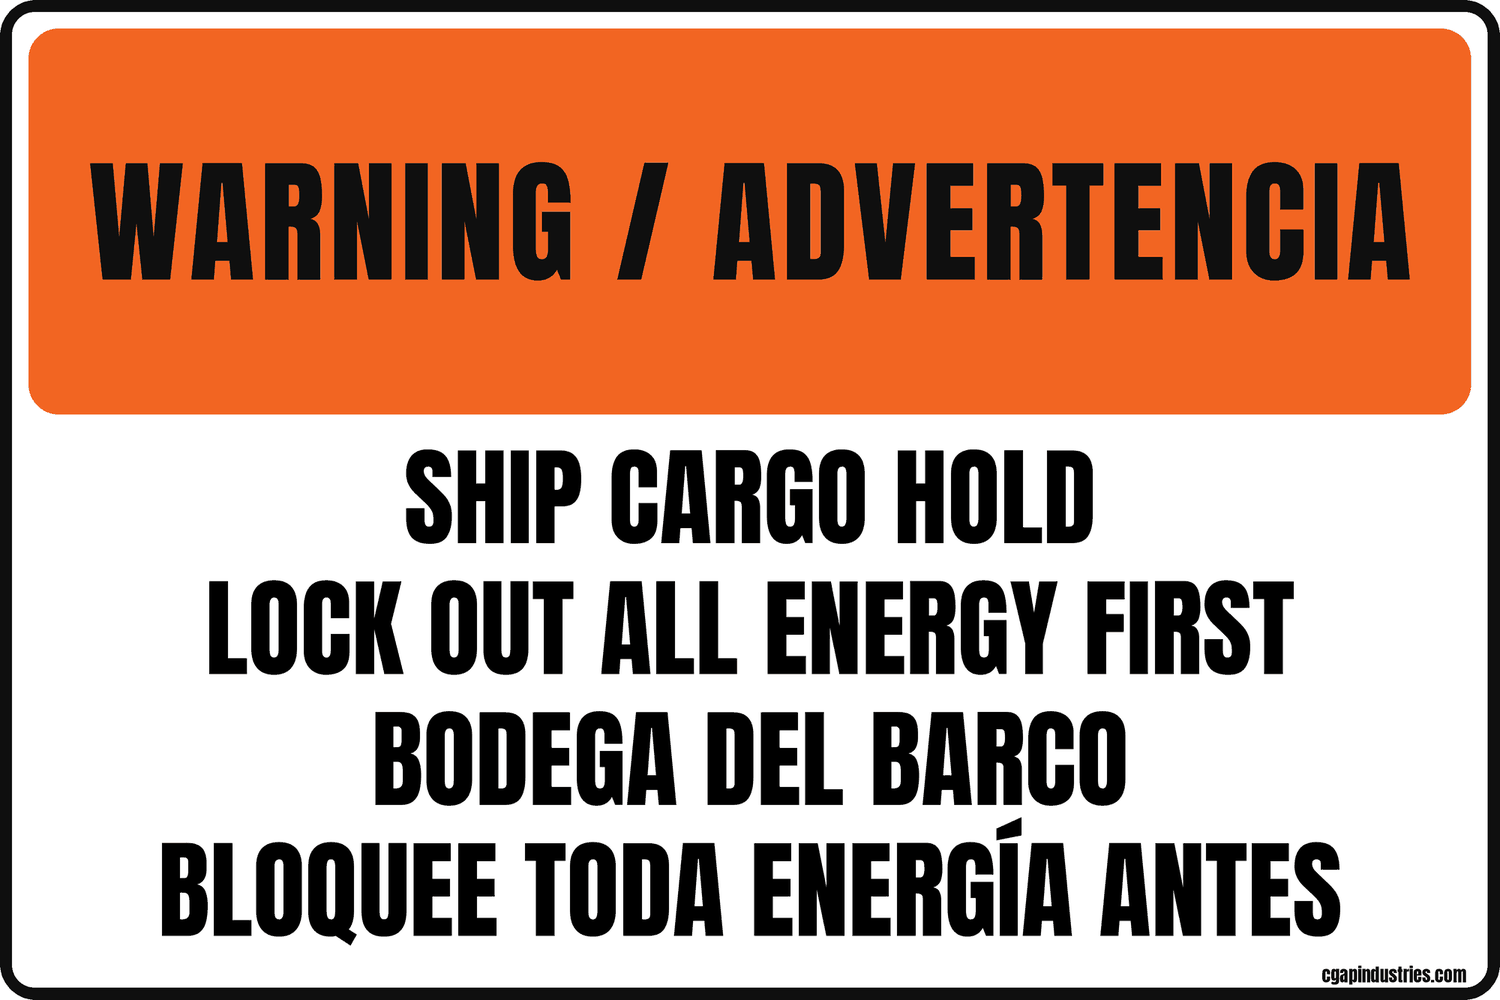 WARNING / ADVERTENCIA
SHIP CARGO HOLD
LOCK OUT ALL ENERGY FIRST
BODEGA DEL BARCO
BLOQUEE TODA ENERGÍA ANTES
cgapindustries.com